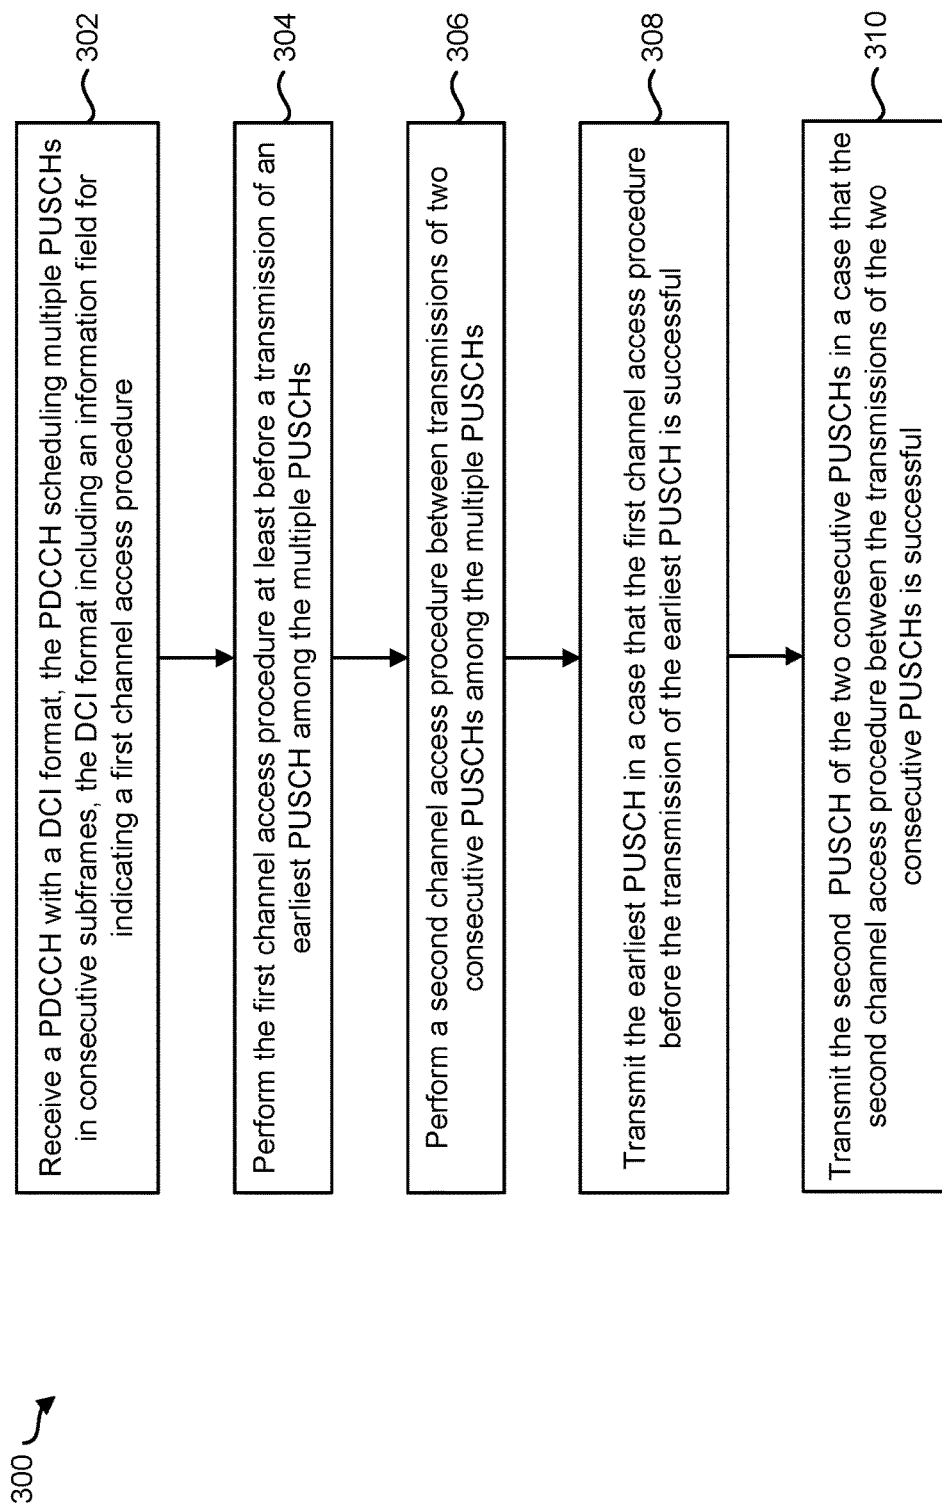 300
Receive a PDCCH with a DCI format, the PDCCH scheduling multiple PUSCHs
in consecutive subframes, the DCI format including an information field for
indicating a first channel access procedure
302
Perform the first channel access procedure at least before a transmission of an
earliest PUSCH among the multiple PUSCHs
304
Perform a second channel access procedure between transmissions of two
consecutive PUSCHs among the multiple PUSCHs
306
Transmit the earliest PUSCH in a case that the first channel access procedure
before the transmission of the earliest PUSCH is successful
308
Transmit the second PUSCH of the two consecutive PUSCHs in a case that the
second channel access procedure between the transmissions of the two
consecutive PUSCHs is successful
310